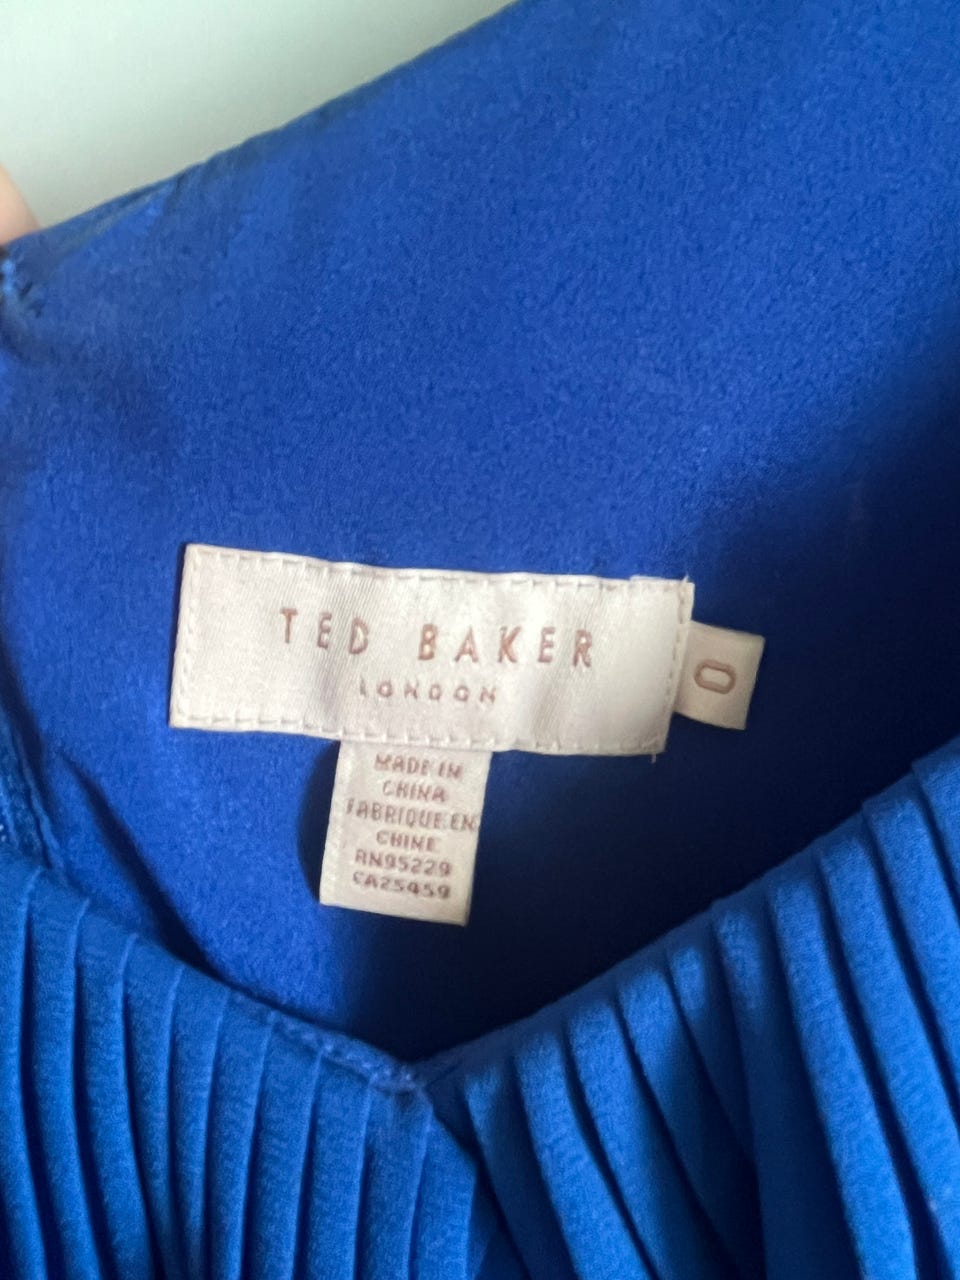 TED BAKER
LONDON
0
MADE IN
CHINA
FABRIQUE EN
CHINE
RN95229
CA25459